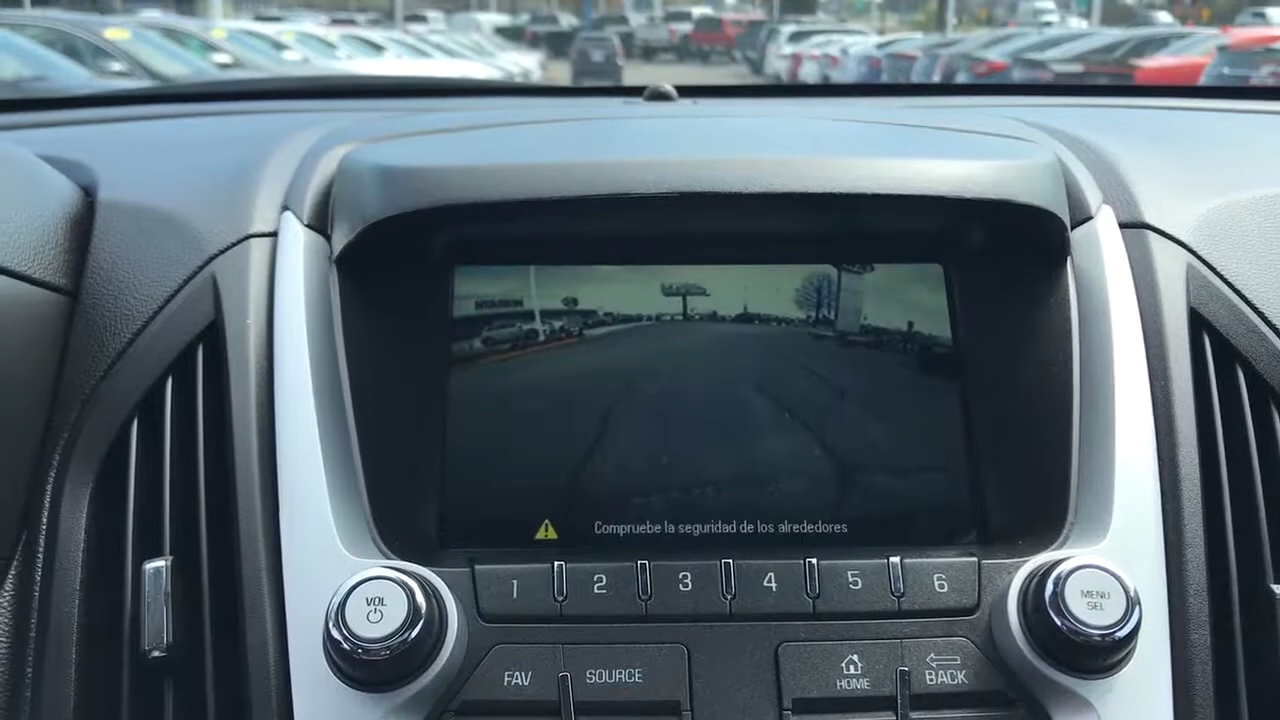 Compruebe la seguridad de los alrededores
1 2 3 4 5 6
VOL
MENU
SEL
FAV
SOURCE
HOME
BACK